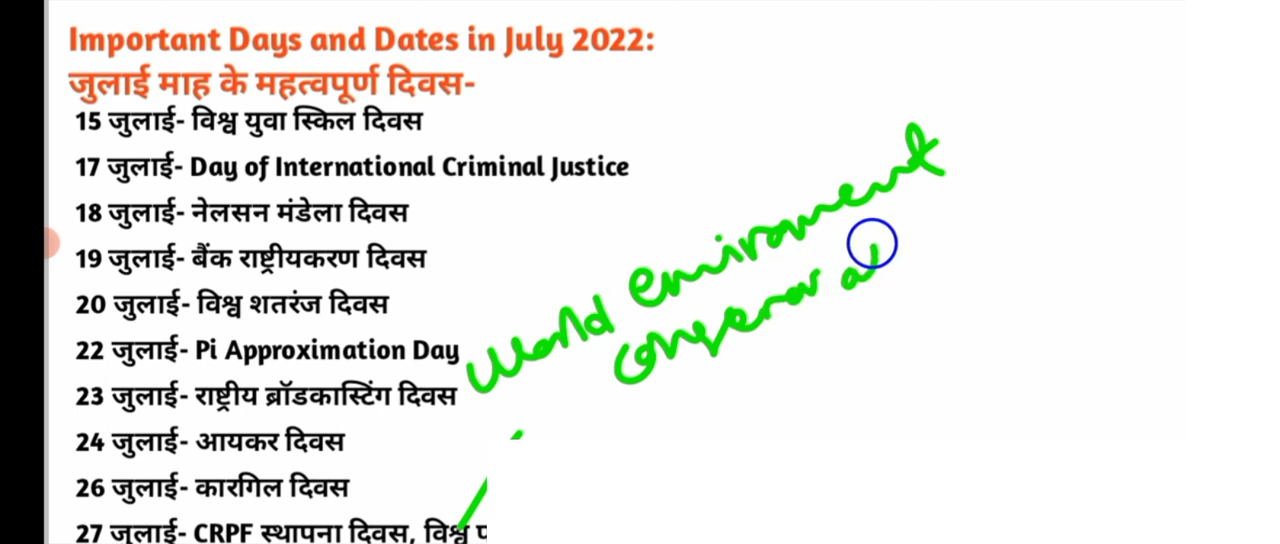 Important Days and Dates in July 2022:
जुलाई माह के महत्वपूर्ण दिवस-
15 जुलाई- विश्व युवा स्किल दिवस
17 जुलाई- Day of International Criminal Justice
18 जुलाई- नेलसन मंडेला दिवस
19 जुलाई- बैंक राष्ट्रीयकरण दिवस
20 जुलाई- विश्व शतरंज दिवस
22 जुलाई- Pi Approximation Day
23 जुलाई- राष्ट्रीय ब्रॉडकास्टिंग दिवस
24 जुलाई- आयकर दिवस
26 जुलाई- कारगिल दिवस
27 जुलाई- CRPF स्थापना दिवस, विश्व
World